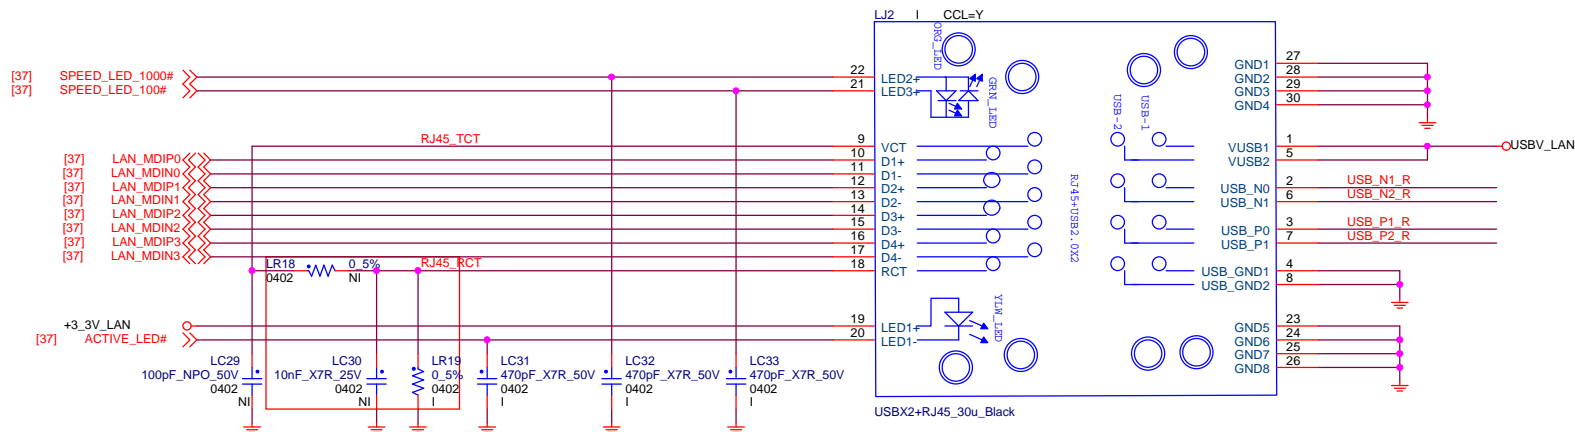 LJ2 I CCL=Y
ORG_LED
GRN_LED
[37] SPEED_LED_1000# 22 LED2+
[37] SPEED_LED_100# 21 LED3+
RJ45_TCT 9 VCT
[37] LAN_MDIP0 10 D1+
[37] LAN_MDIN0 11 D1-
[37] LAN_MDIP1 12 D2+
[37] LAN_MDIN1 13 D2-
[37] LAN_MDIP2 14 D3+
[37] LAN_MDIN2 15 D3-
[37] LAN_MDIP3 16 D4+
[37] LAN_MDIN3 17 D4-
RJ45_RCT 18 RCT
LR18 0_5%
0402 NI
+3_3V_LAN 19 LED1+
[37] ACTIVE_LED# 20 LED1-
YLW_LED
RJ45+USB2.0X2
USB-2
USB-1
GND1 27
GND2 28
GND3 29
GND4 30
VUSB1 1 USBV_LAN
VUSB2 5
USB_N0 2 USB_N1_R
USB_N1 6 USB_N2_R
USB_P0 3 USB_P1_R
USB_P1 7 USB_P2_R
USB_GND1 4
USB_GND2 8
GND5 23
GND6 24
GND7 25
GND8 26
LC29
100pF_NPO_50V
0402
NI
LC30
10nF_X7R_25V
0402
NI
LR19
0_5%
0402
I
LC31
470pF_X7R_50V
0402
I
LC32
470pF_X7R_50V
0402
I
LC33
470pF_X7R_50V
0402
I
USBX2+RJ45_30u_Black